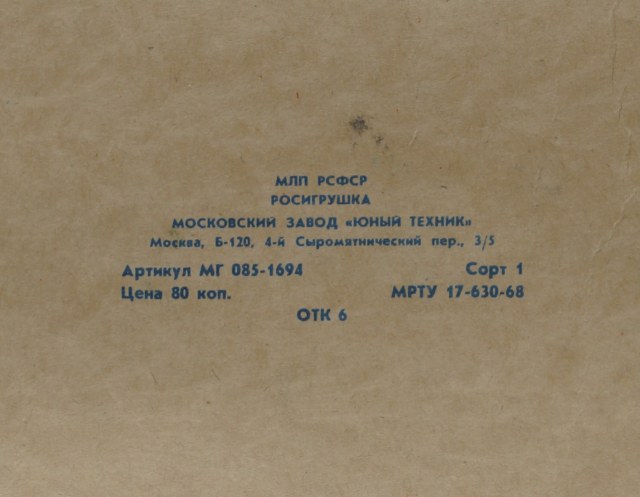 МЛП РСФСР
РОСИГРУШКА
МОСКОВСКИЙ ЗАВОД «ЮНЫЙ ТЕХНИК»
Москва, Б-120, 4-й Сыромятнический пер., 3/5
Артикул МГ 085-1694 Сорт 1
Цена 80 коп. МРТУ 17-630-68
ОТК 6